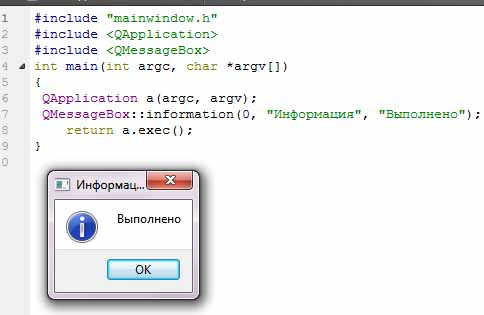 1 #include "mainwindow.h"
2 #include <QApplication>
3 #include <QMessageBox>
4 int main(int argc, char *argv[])
5 {
6 QApplication a(argc, argv);
7 QMessageBox::information(0, "Информация", "Выполнено");
8 return a.exec();
9 }
0
Информац...
Выполнено
OK